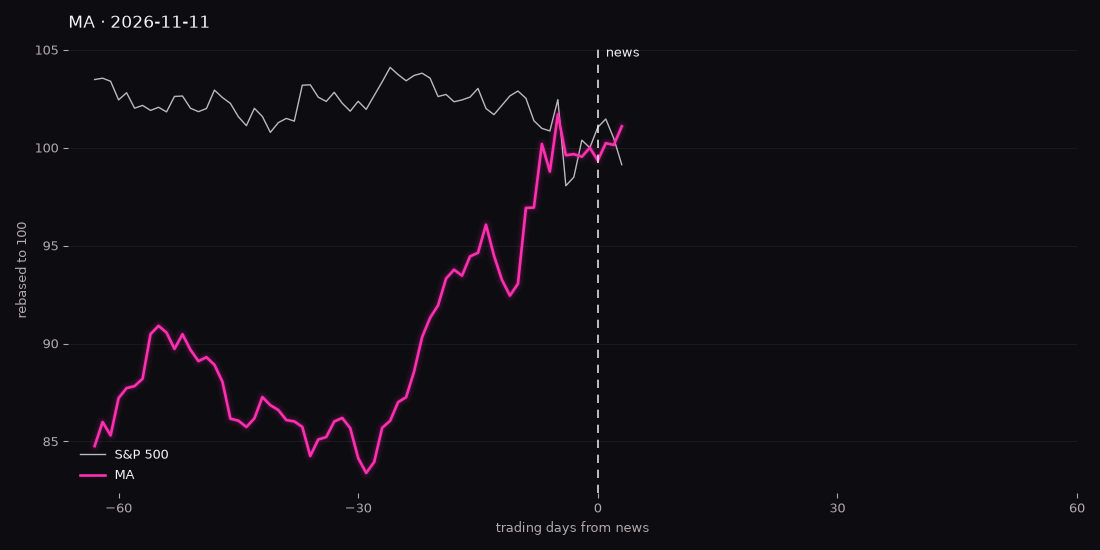 MA · 2026-11-11
105
100
95
90
85
rebased to 100
news
S&P 500
MA
−60
−30
0
30
60
trading days from news